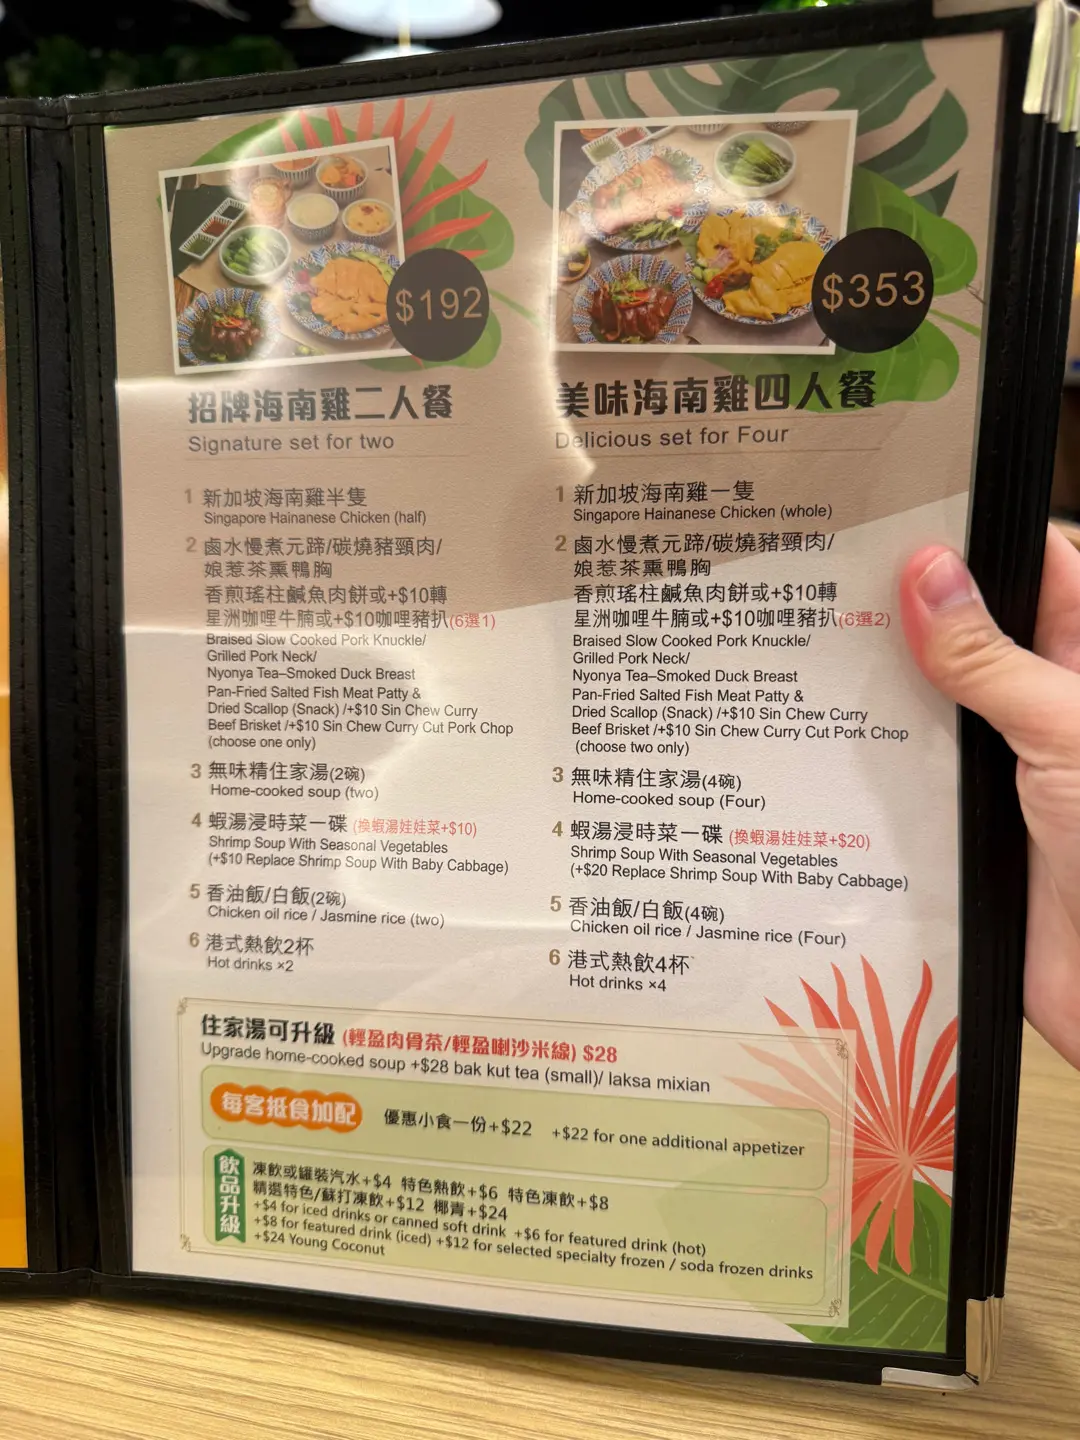 $192
招牌海南雞二人餐
Signature set for two
1 新加坡海南雞半隻
Singapore Hainanese Chicken (half)
2 鹵水慢煮元蹄/碳燒豬頸肉/
娘惹茶熏鴨胸
香煎瑤柱鹹魚肉餅或+$10轉
星洲咖喱牛腩或+$10咖喱豬扒(6選1)
Braised Slow Cooked Pork Knuckle/
Grilled Pork Neck/
Nyonya Tea–Smoked Duck Breast
Pan-Fried Salted Fish Meat Patty &
Dried Scallop (Snack) /+$10 Sin Chew Curry
Beef Brisket /+$10 Sin Chew Curry Cut Pork Chop
(choose one only)
3 無味精住家湯(2碗)
Home-cooked soup (two)
4 蝦湯浸時菜一碟 (換蝦湯娃娃菜+$10)
Shrimp Soup With Seasonal Vegetables
(+$10 Replace Shrimp Soup With Baby Cabbage)
5 香油飯/白飯(2碗)
Chicken oil rice / Jasmine rice (two)
6 港式熱飲2杯
Hot drinks ×2
$353
美味海南雞四人餐
Delicious set for Four
1 新加坡海南雞一隻
Singapore Hainanese Chicken (whole)
2 鹵水慢煮元蹄/碳燒豬頸肉/
娘惹茶熏鴨胸
香煎瑤柱鹹魚肉餅或+$10轉
星洲咖喱牛腩或+$10咖喱豬扒(6選2)
Braised Slow Cooked Pork Knuckle/
Grilled Pork Neck/
Nyonya Tea–Smoked Duck Breast
Pan-Fried Salted Fish Meat Patty &
Dried Scallop (Snack) /+$10 Sin Chew Curry
Beef Brisket /+$10 Sin Chew Curry Cut Pork Chop
(choose two only)
3 無味精住家湯(4碗)
Home-cooked soup (Four)
4 蝦湯浸時菜一碟 (換蝦湯娃娃菜+$20)
Shrimp Soup With Seasonal Vegetables
(+$20 Replace Shrimp Soup With Baby Cabbage)
5 香油飯/白飯(4碗)
Chicken oil rice / Jasmine rice (Four)
6 港式熱飲4杯
Hot drinks ×4
住家湯可升級 (輕盈肉骨茶/輕盈喇沙米線) $28
Upgrade home-cooked soup +$28 bak kut tea (small)/ laksa mixian
每客抵食加配 優惠小食一份+$22 +$22 for one additional appetizer
飲品升級
凍飲或罐裝汽水+$4 特色熱飲+$6 特色凍飲+$8
精選特色/蘇打凍飲+$12 椰青+$24
+$4 for iced drinks or canned soft drink +$6 for featured drink (hot)
+$8 for featured drink (iced) +$12 for selected specialty frozen / soda frozen drinks
+$24 Young Coconut